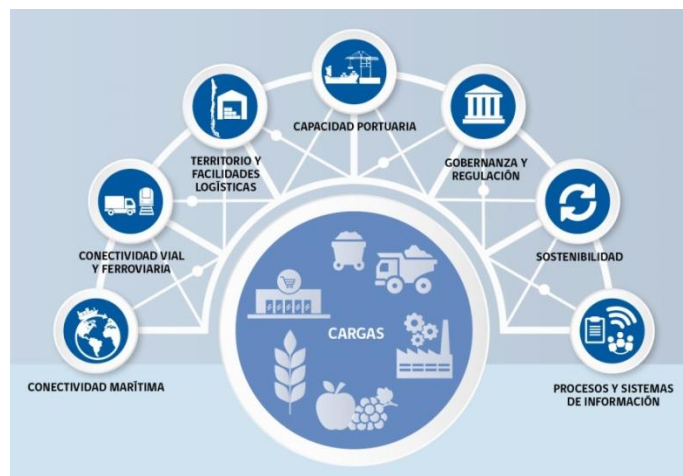 CAPACIDAD PORTUARIA
TERRITORIO Y
FACILIDADES
LOGÍSTICAS
GOBERNANZA Y
REGULACIÓN
CONECTIVIDAD VIAL
Y FERROVIARIA
SOSTENIBILIDAD
CARGAS
CONECTIVIDAD MARÍTIMA
PROCESOS Y SISTEMAS
DE INFORMACIÓN